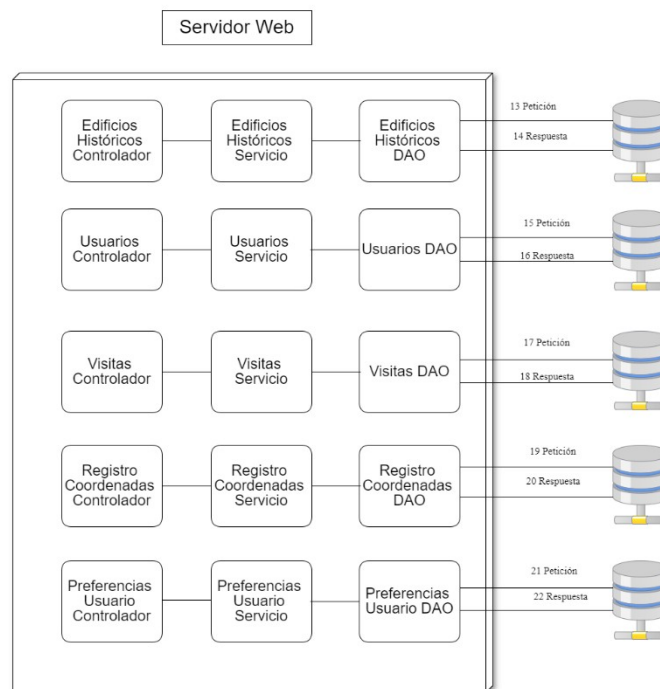 Servidor Web
Edificios
Históricos
Controlador
Edificios
Históricos
Servicio
Edificios
Históricos
DAO
13 Petición
14 Respuesta
Usuarios
Controlador
Usuarios
Servicio
Usuarios DAO
15 Petición
16 Respuesta
Visitas
Controlador
Visitas
Servicio
Visitas DAO
17 Petición
18 Respuesta
Registro
Coordenadas
Controlador
Registro
Coordenadas
Servicio
Registro
Coordenadas
DAO
19 Petición
20 Respuesta
Preferencias
Usuario
Controlador
Preferencias
Usuario
Servicio
Preferencias
Usuario DAO
21 Petición
22 Respuesta